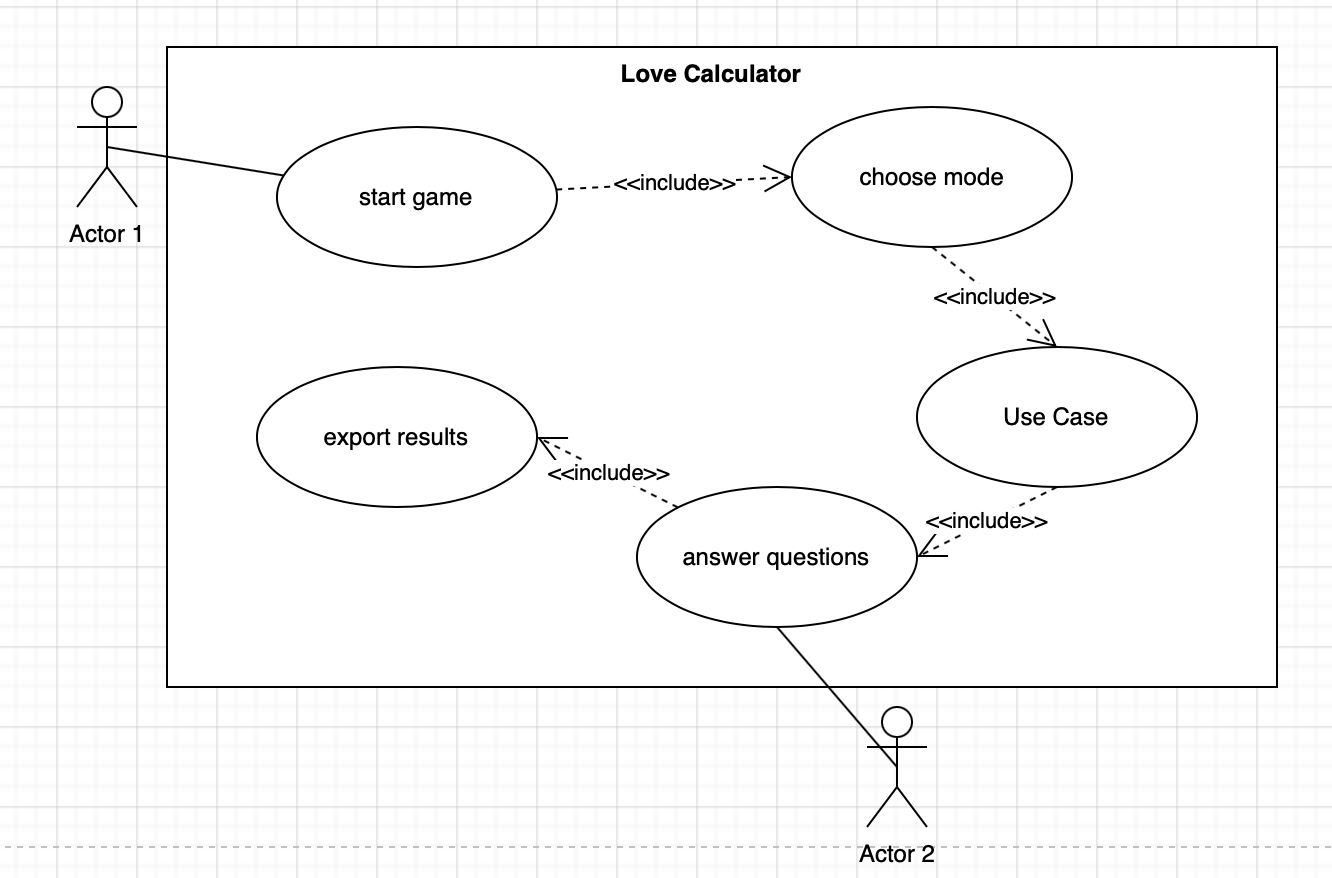 Love Calculator
Actor 1
start game
<<include>>
choose mode
<<include>>
Use Case
export results
<<include>>
<<include>>
answer questions
Actor 2